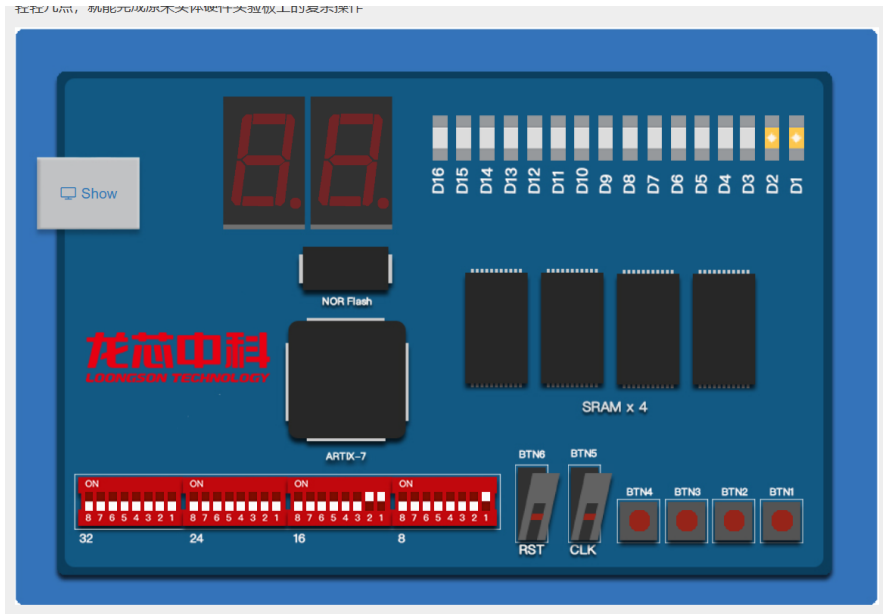 轻轻几点，就能完成原来实体硬件实验板上的复杂操作
Show
D16 D15 D14 D13 D12 D11 D10 D9 D8 D7 D6 D5 D4 D3 D2 D1
NOR Flash
龙芯中科
LOONGSON TECHNOLOGY
SRAM x 4
ARTIX-7
BTN6 BTN5
ON ON ON ON
BTN4 BTN3 BTN2 BTN1
8 7 6 5 4 3 2 1 8 7 6 5 4 3 2 1 8 7 6 5 4 3 2 1 8 7 6 5 4 3 2 1
32 24 16 8
RST CLK